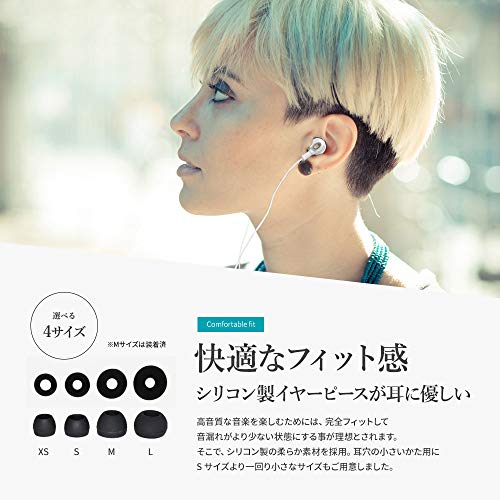 選べる
4サイズ
※Mサイズは装着済
XS S M L
Comfortable fit
快適なフィット感
シリコン製イヤーピースが耳に優しい
高音質な音楽を楽しむためには、完全フィットして
音漏れがより少ない状態にする事が理想とされます。
そこで、シリコン製の柔らか素材を採用。耳穴の小さいかた用に
S サイズより一回り小さなサイズもご用意しました。